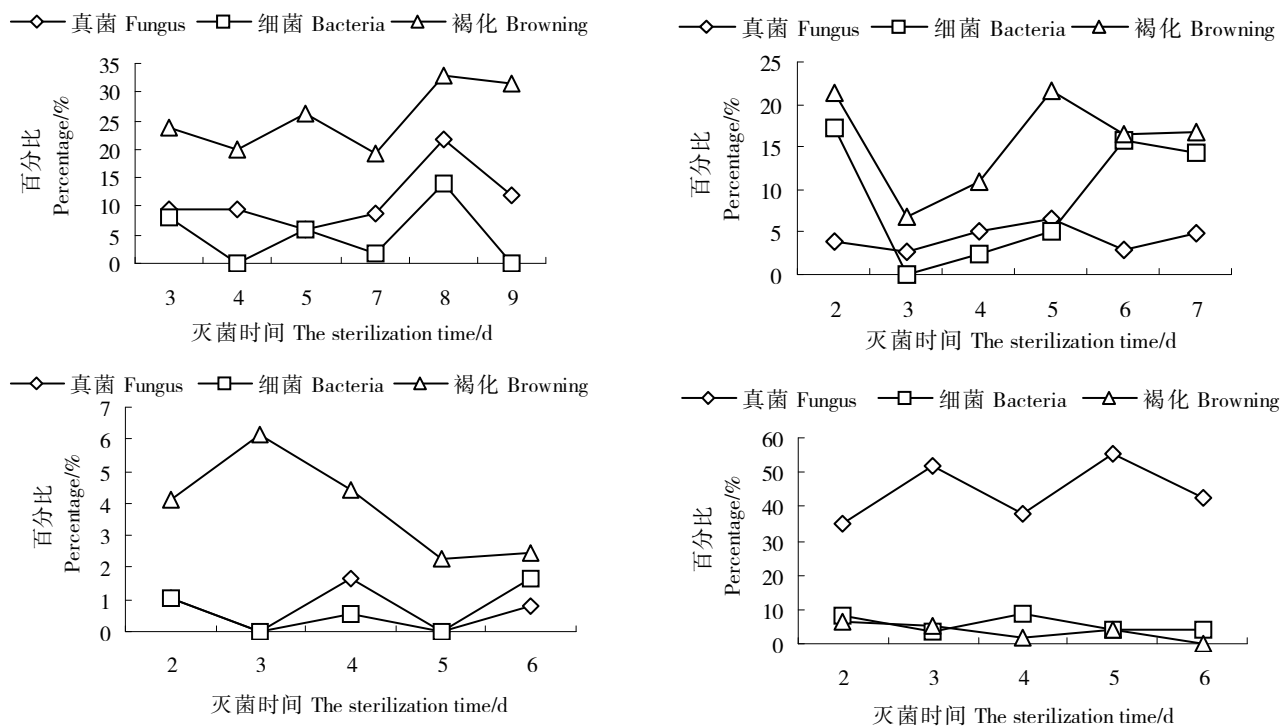 真菌 Fungus 细菌 Bacteria 褐化 Browning
35
30
25
20
15
10
5
0
百分比
Percentage/%
3 4 5 7 8 9
灭菌时间 The sterilization time/d
真菌 Fungus 细菌 Bacteria 褐化 Browning
25
20
15
10
5
0
百分比
Percentage/%
2 3 4 5 6 7
灭菌时间 The sterilization time/d
真菌 Fungus 细菌 Bacteria 褐化 Browning
7
6
5
4
3
2
1
0
百分比
Percentage/%
2 3 4 5 6
灭菌时间 The sterilization time/d
真菌 Fungus 细菌 Bacteria 褐化 Browning
60
50
40
30
20
10
0
百分比
Percentage/%
2 3 4 5 6
灭菌时间 The sterilization time/d